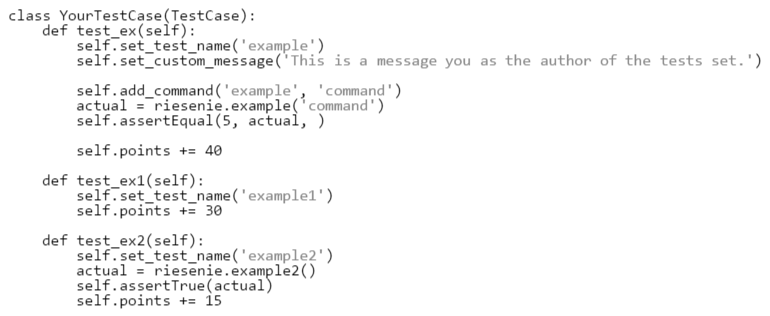 class YourTestCase(TestCase):
    def test_ex(self):
        self.set_test_name('example')
        self.set_custom_message('This is a message you as the author of the tests set.')

        self.add_command('example', 'command')
        actual = riesenie.example('command')
        self.assertEqual(5, actual, )

        self.points += 40

    def test_ex1(self):
        self.set_test_name('example1')
        self.points += 30

    def test_ex2(self):
        self.set_test_name('example2')
        actual = riesenie.example2()
        self.assertTrue(actual)
        self.points += 15